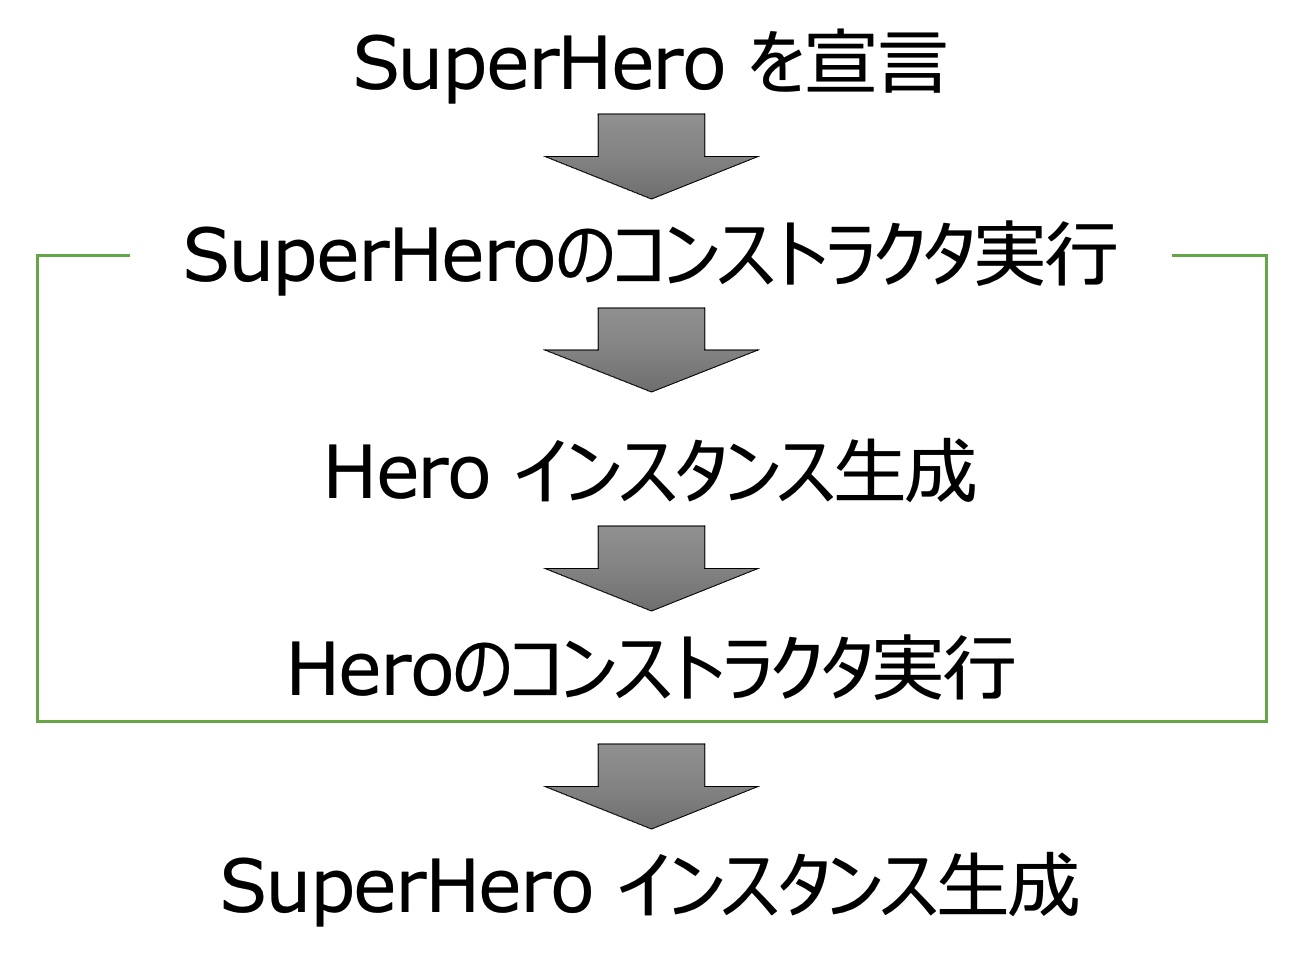 SuperHero を宣言
SuperHeroのコンストラクタ実行
Hero インスタンス生成
Heroのコンストラクタ実行
SuperHero インスタンス生成